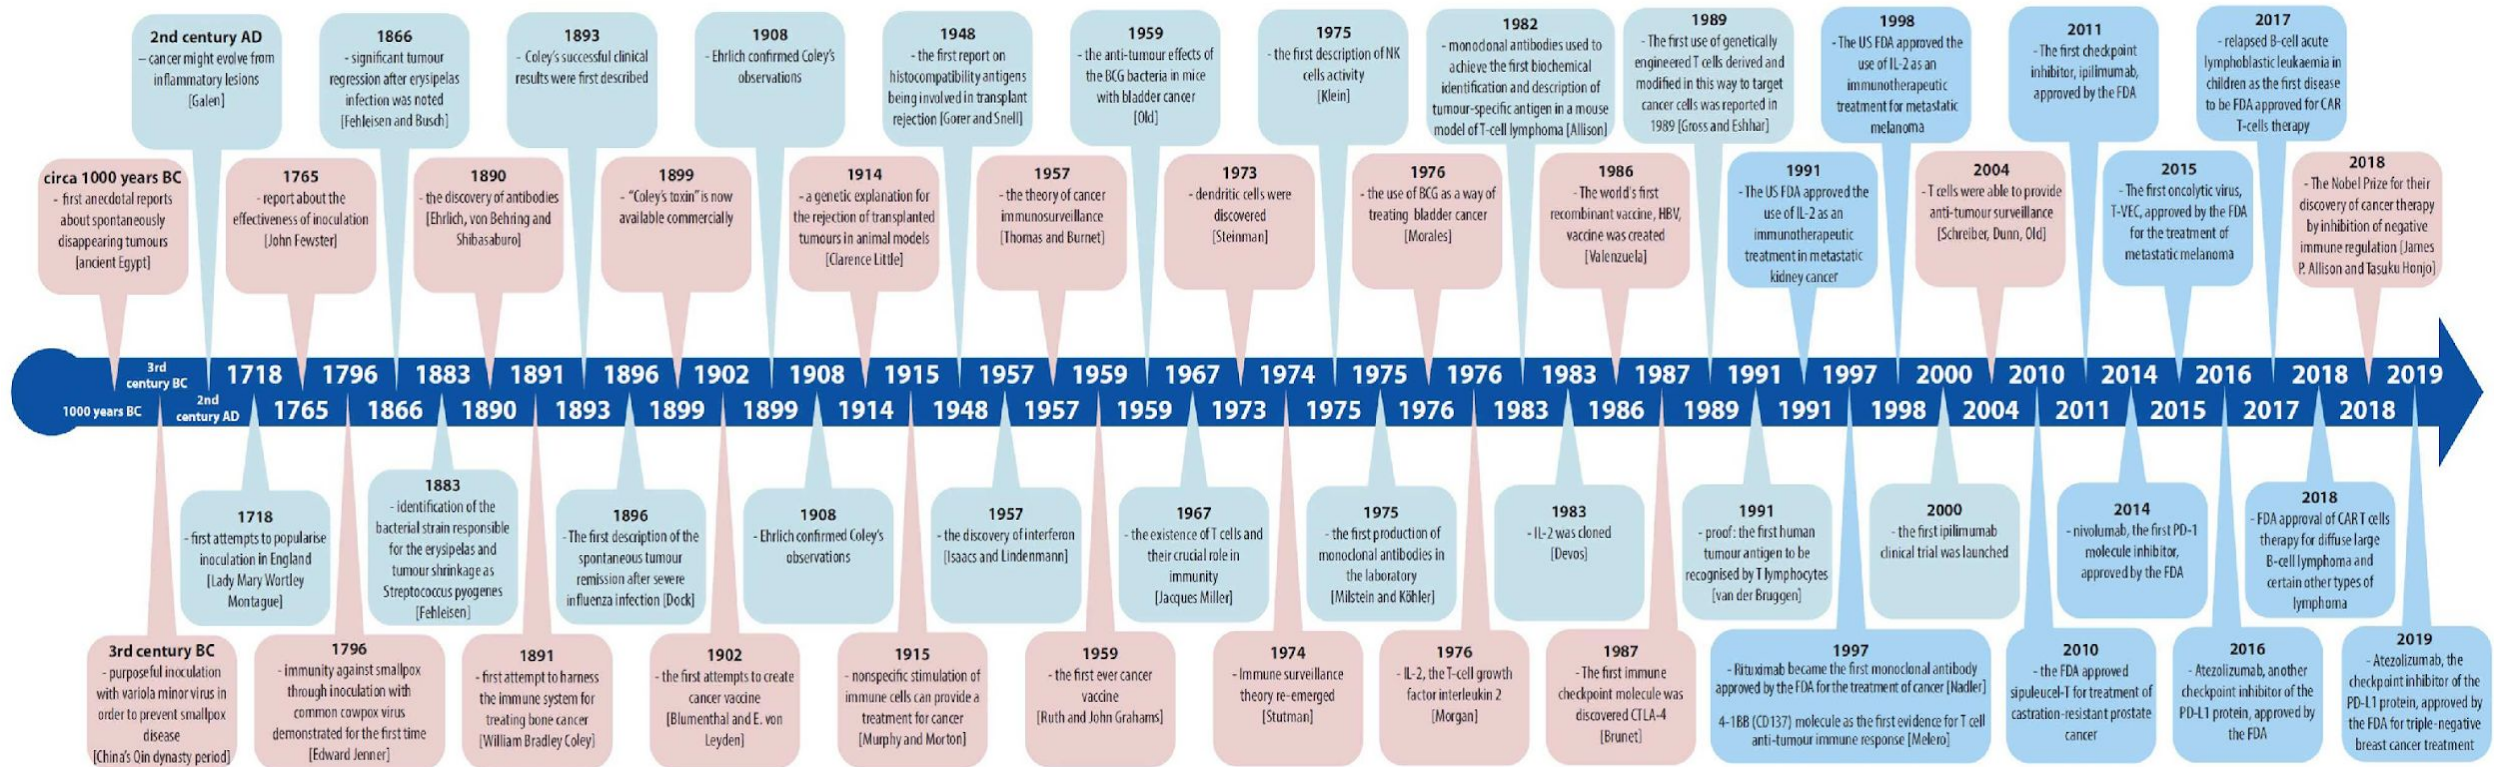 2nd century AD
– cancer might evolve from
inflammatory lesions
[Galen]
1866
- significant tumour
regression after erysipelas
infection was noted
[Fehleisen and Busch]
1893
- Coley's successful clinical
results were first described
1908
- Ehrlich confirmed Coley's
observations
1948
- the first report on
histocompatibility antigens
being involved in transplant
rejection [Gorer and Snell]
1959
- the anti-tumour effects of
the BCG bacteria in mice
with bladder cancer
[Old]
1975
- the first description of NK
cells activity
[Klein]
1982
- monoclonal antibodies used to
achieve the first biochemical
identification and description of
tumour-specific antigen in a mouse
model of T-cell lymphoma [Allison]
1989
- The first use of genetically
engineered T cells derived and
modified in this way to target
cancer cells was reported in
1989 [Gross and Eshhar]
1998
- The US FDA approved the
use of IL-2 as an
immunotherapeutic
treatment for metastatic
melanoma
2011
- The first checkpoint
inhibitor, ipilimumab,
approved by the FDA
2017
- relapsed B-cell acute
lymphoblastic leukaemia in
children as the first disease
to be FDA approved for CAR
T-cells therapy
circa 1000 years BC
- first anecdotal reports
about spontaneously
disappearing tumours
[ancient Egypt]
1765
- report about the
effectiveness of inoculation
[John Fewster]
1890
- the discovery of antibodies
[Ehrlich, von Behring and
Shibasaburo]
1899
- "Coley's toxin" is now
available commercially
1914
- a genetic explanation for
the rejection of transplanted
tumours in animal models
[Clarence Little]
1957
- the theory of cancer
immunosurveillance
[Thomas and Burnet]
1973
- dendritic cells were
discovered
[Steinman]
1976
- the use of BCG as a way of
treating bladder cancer
[Morales]
1986
- The world's first
recombinant vaccine, HBV,
vaccine was created
[Valenzuela]
1991
- The US FDA approved the
use of IL-2 as an
immunotherapeutic
treatment in metastatic
kidney cancer
2004
- T cells were able to provide
anti-tumour surveillance
[Schreiber, Dunn, Old]
2015
- The first oncolytic virus,
T-VEC, approved by the FDA
for the treatment of
metastatic melanoma
2018
- The Nobel Prize for their
discovery of cancer therapy
by inhibition of negative
immune regulation [James
P. Allison and Tasuku Honjo]
3rd
century BC
1718 1796 1883 1891 1896 1902 1908 1915 1957 1959 1967 1974 1975 1976 1983 1987 1991 1997 2000 2010 2014 2016 2018 2019
1000 years BC
2nd
century AD
1765 1866 1890 1893 1899 1899 1914 1948 1957 1959 1973 1975 1976 1983 1986 1989 1991 1998 2004 2011 2015 2017 2018
1718
- first attempts to popularise
inoculation in England
[Lady Mary Wortley
Montague]
1883
- identification of the
bacterial strain responsible
for the erysipelas and
tumour shrinkage as
Streptococcus pyogenes
[Fehleisen]
1896
- The first description of the
spontaneous tumour
remission after severe
influenza infection [Dock]
1908
- Ehrlich confirmed Coley's
observations
1957
- the discovery of interferon
[Isaacs and Lindenmann]
1967
- the existence of T cells and
their crucial role in
immunity
[Jacques Miller]
1975
- the first production of
monoclonal antibodies in
the laboratory
[Milstein and Köhler]
1983
- IL-2 was cloned
[Devos]
1991
- proof: the first human
tumour antigen to be
recognised by T lymphocytes
[van der Bruggen]
2000
- the first ipilimumab
clinical trial was launched
2014
- nivolumab, the first PD-1
molecule inhibitor,
approved by the FDA
2018
- FDA approval of CAR T cells
therapy for diffuse large
B-cell lymphoma and
certain other types of
lymphoma
3rd century BC
- purposeful inoculation
with variola minor virus in
order to prevent smallpox
disease
[China's Qin dynasty period]
1796
- immunity against smallpox
through inoculation with
common cowpox virus
demonstrated for the first time
[Edward Jenner]
1891
- first attempt to harness
the immune system for
treating bone cancer
[William Bradley Coley]
1902
- the first attempts to create
cancer vaccine
[Blumenthal and E. von
Leyden]
1915
- nonspecific stimulation of
immune cells can provide a
treatment for cancer
[Murphy and Morton]
1959
- the first ever cancer
vaccine
[Ruth and John Grahams]
1974
- Immune surveillance
theory re-emerged
[Stutman]
1976
- IL-2, the T-cell growth
factor interleukin 2
[Morgan]
1987
- The first immune
checkpoint molecule was
discovered CTLA-4
[Brunet]
1997
- Rituximab became the first monoclonal antibody
approved by the FDA for the treatment of cancer [Nadler]
4-1BB (CD137) molecule as the first evidence for T cell
anti-tumour immune response [Melero]
2010
- the FDA approved
sipuleucel-T for treatment of
castration-resistant prostate
cancer
2016
- Atezolizumab, another
checkpoint inhibitor of the
PD-L1 protein, approved by
the FDA
2019
- Atezolizumab, the
checkpoint inhibitor of the
PD-L1 protein, approved by
the FDA for triple-negative
breast cancer treatment